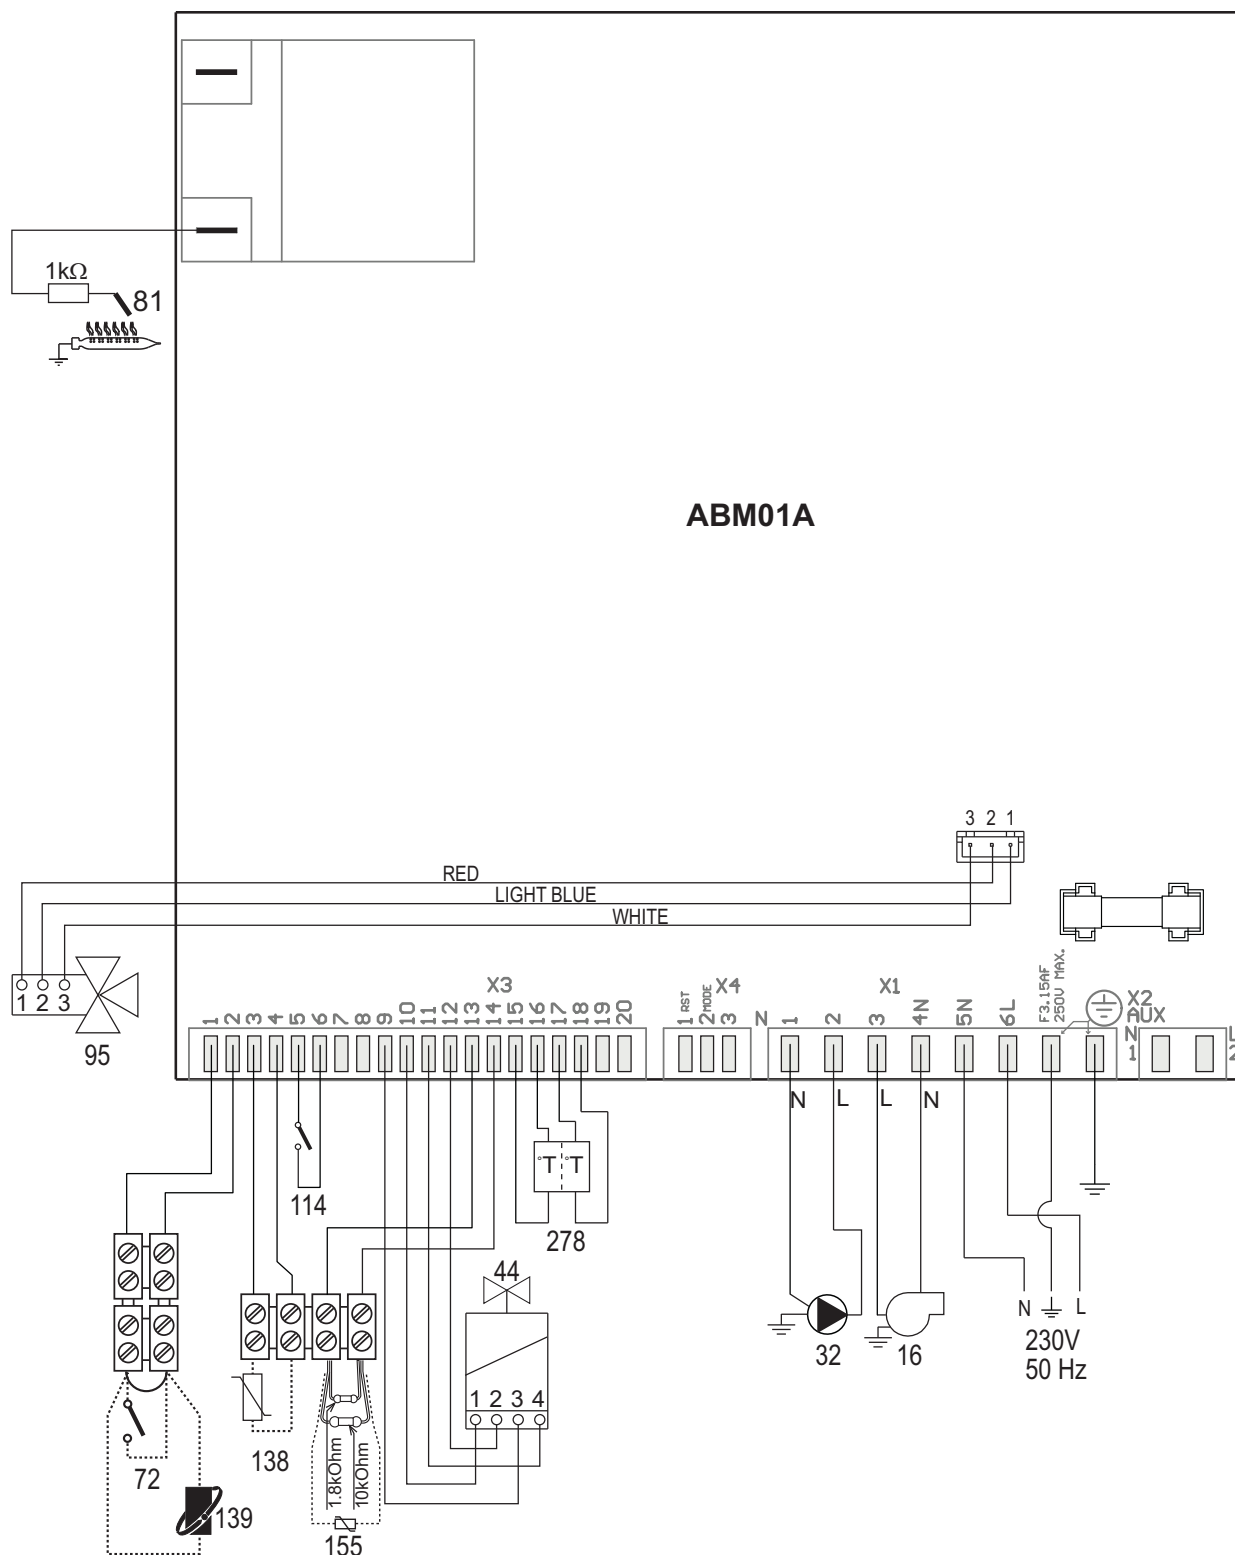 1kΩ
81
ABM01A
3 2 1
RED
LIGHT BLUE
WHITE
1 2 3
95
X3
1 2 3 4 5 6 7 8 9 10 11 12 13 14 15 16 17 18 19 20
X4
1 RST
2 MODE
3
X1
N 1 2 3 4N 5N 6L
F3.15AF
250V MAX.
X2
AUX
N
1
L
2
N L L N
114
°T °T
278
44
32
16
N L
230V
50 Hz
1 2 3 4
72
139
138
1.8kOhm
10kOhm
155